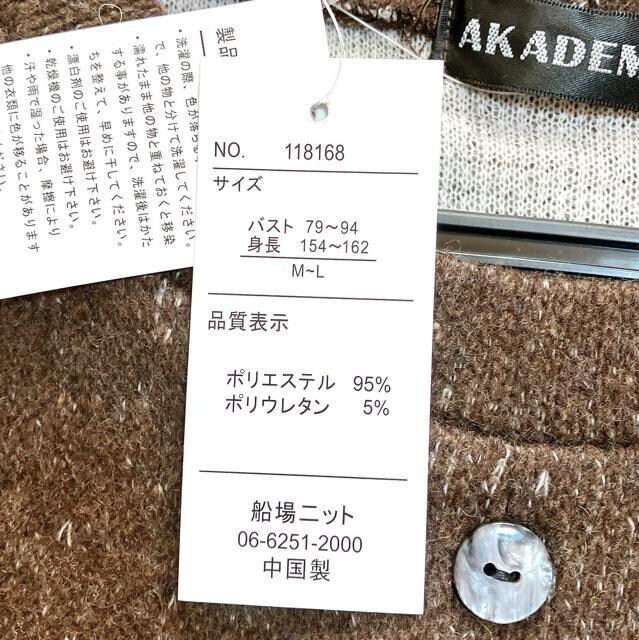 製品
・洗濯の際、色が落ち
で、他の物と分けて洗濯してください。
・濡れたまま他の物と重ねておくと移染
する事がありますので、洗濯後はかた
ちを整えて、早めに干してください。
・漂白剤のご使用はお避け下さい。
・乾燥機のご使用はお避け下さい。
・汗や雨で湿った場合、摩擦により
他の衣類に色が移ることがあります
ください。
AKADEM
NO. 118168
サイズ
バスト 79～94
身長 154～162
M~L
品質表示
ポリエステル 95%
ポリウレタン 5%
船場ニット
06-6251-2000
中国製